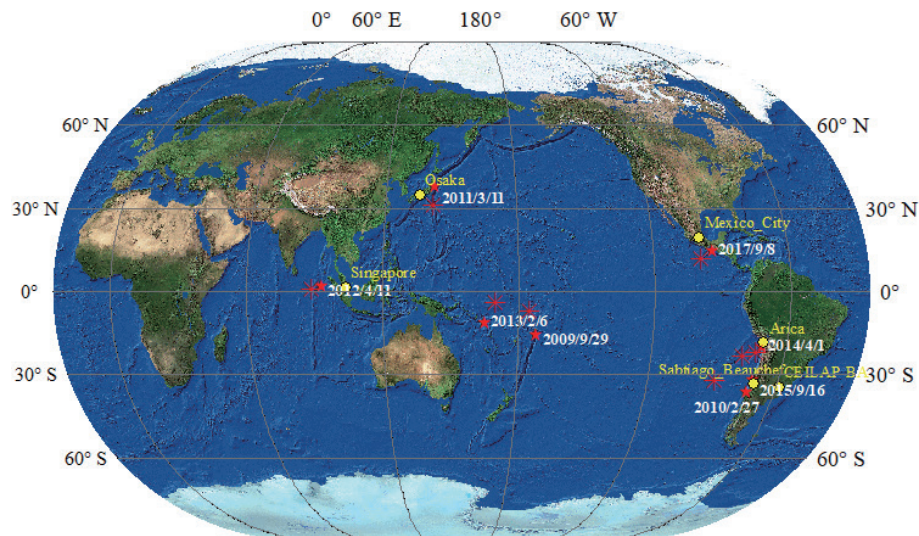 0° 60° E 180° 60° W
60° N 60° N
Osaka
2011/3/11
30° N 30° N
Mexico_City
2017/9/8
Singapore
0° 2012/4/11 0°
2013/2/6
2009/9/29
Arica
2014/4/1
30° S Sabtiago_Beauchef CEILAP-BA 30° S
2015/9/16
2010/2/27
60° S 60° S